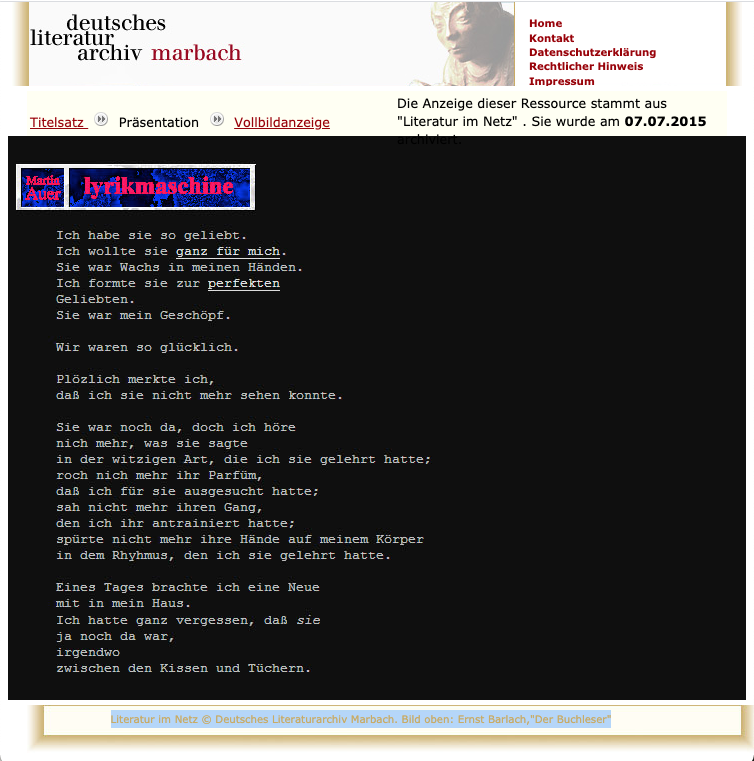 deutsches
literatur
archiv marbach
Home
Kontakt
Datenschutzerklärung
Rechtlicher Hinweis
Impressum
Titelsatz Präsentation Vollbildanzeige
Die Anzeige dieser Ressource stammt aus
"Literatur im Netz" . Sie wurde am 07.07.2015
archiviert.
Martin
Auer
lyrikmaschine
Ich habe sie so geliebt.
Ich wollte sie ganz für mich.
Sie war Wachs in meinen Händen.
Ich formte sie zur perfekten
Geliebten.
Sie war mein Geschöpf.
Wir waren so glücklich.
Plözlich merkte ich,
daß ich sie nicht mehr sehen konnte.
Sie war noch da, doch ich höre
nich mehr, was sie sagte
in der witzigen Art, die ich sie gelehrt hatte;
roch nich mehr ihr Parfüm,
daß ich für sie ausgesucht hatte;
sah nicht mehr ihren Gang,
den ich ihr antrainiert hatte;
spürte nicht mehr ihre Hände auf meinem Körper
in dem Rhyhmus, den ich sie gelehrt hatte.
Eines Tages brachte ich eine Neue
mit in mein Haus.
Ich hatte ganz vergessen, daß sie
ja noch da war,
irgendwo
zwischen den Kissen und Tüchern.
Literatur im Netz © Deutsches Literaturarchiv Marbach. Bild oben: Ernst Barlach,"Der Buchleser"